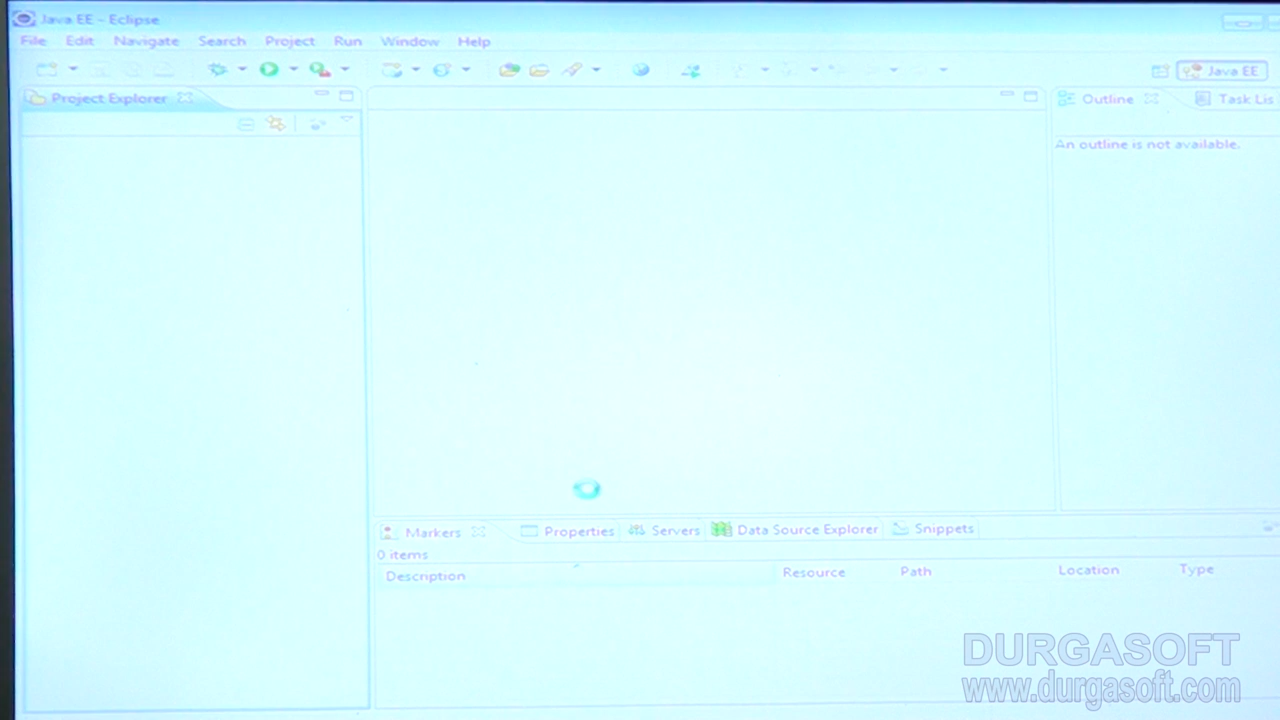 Java EE - Eclipse
File Edit Navigate Search Project Run Window Help
Java EE
Project Explorer
Outline
Task Lis
An outline is not available.
Markers Properties Servers Data Source Explorer Snippets
0 items
Description Resource Path Location Type
DURGASOFT
www.durgasoft.com